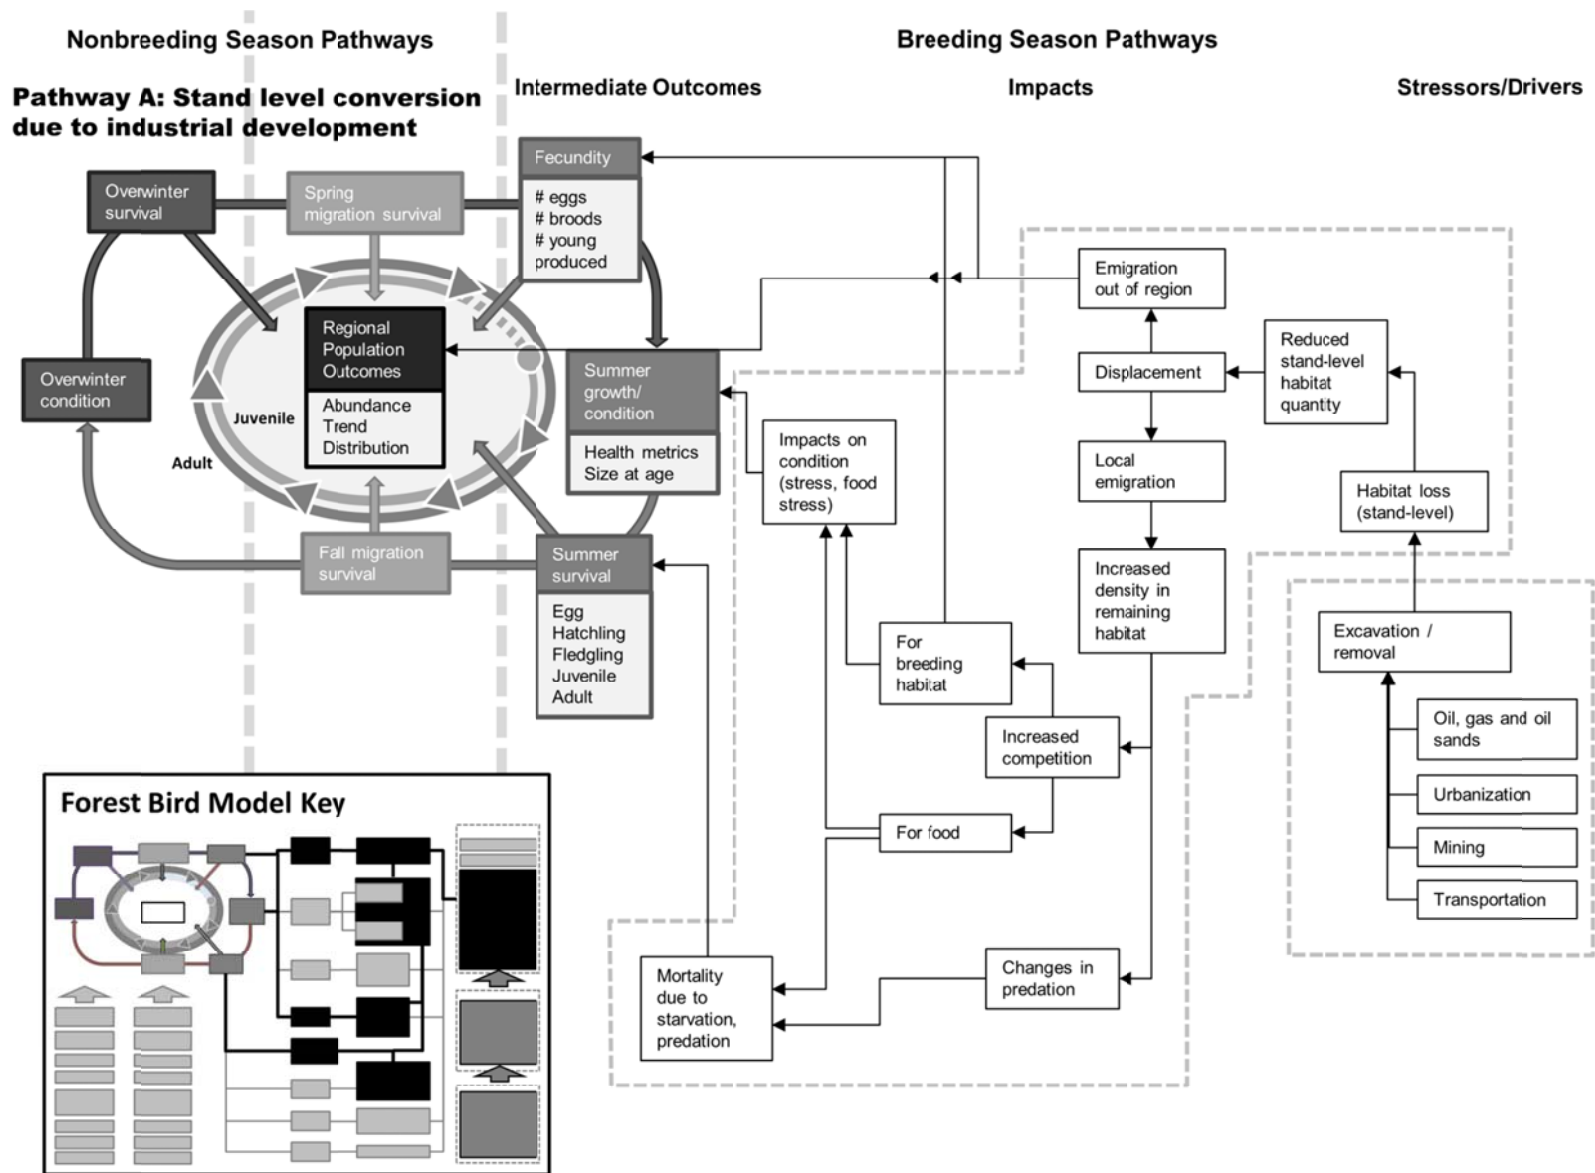 Nonbreeding Season Pathways
Breeding Season Pathways
Pathway A: Stand level conversion
due to industrial development
Intermediate Outcomes
Impacts
Stressors/Drivers
Overwinter
survival
Spring
migration survival
Fecundity
# eggs
# broods
# young
produced
Regional
Population
Outcomes
Abundance
Trend
Distribution
Juvenile
Adult
Overwinter
condition
Summer
growth/
condition
Health metrics
Size at age
Fall migration
survival
Summer
survival
Egg
Hatchling
Fledgling
Juvenile
Adult
Impacts on
condition
(stress, food
stress)
Emigration
out of region
Displacement
Reduced
stand-level
habitat
quantity
Local
emigration
Habitat loss
(stand-level)
Increased
density in
remaining
habitat
For
breeding
habitat
Increased
competition
For food
Mortality
due to
starvation,
predation
Changes in
predation
Excavation /
removal
Oil, gas and oil
sands
Urbanization
Mining
Transportation
Forest Bird Model Key